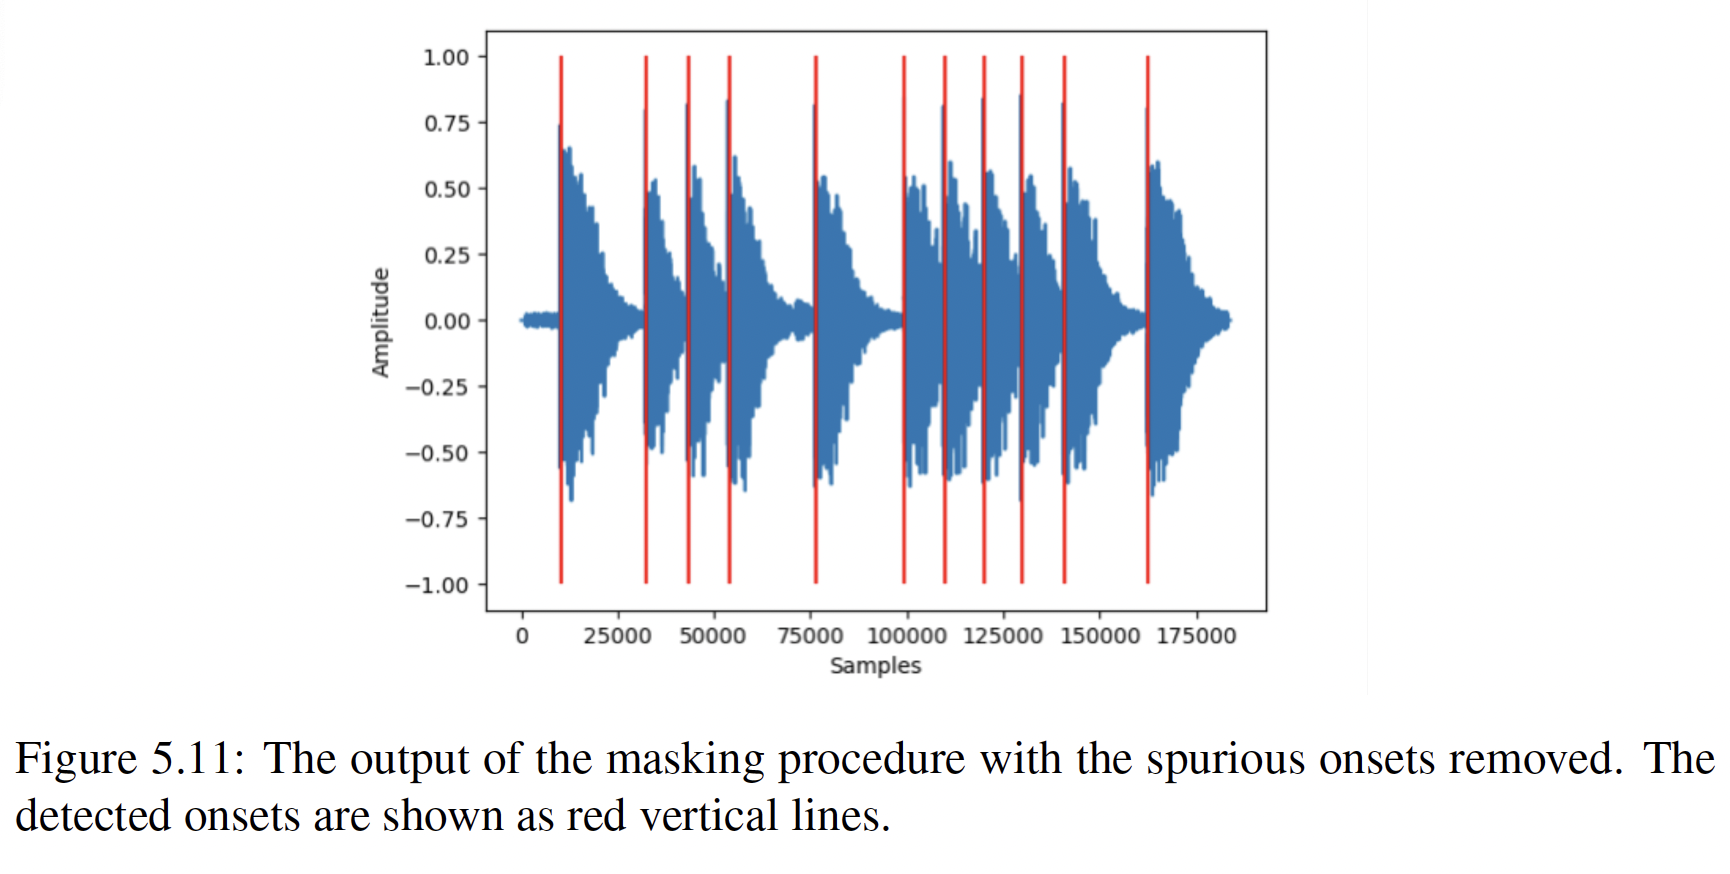 1.00
0.75
0.50
0.25
0.00
−0.25
−0.50
−0.75
−1.00
Amplitude
0 25000 50000 75000 100000 125000 150000 175000
Samples
Figure 5.11: The output of the masking procedure with the spurious onsets removed. The
detected onsets are shown as red vertical lines.